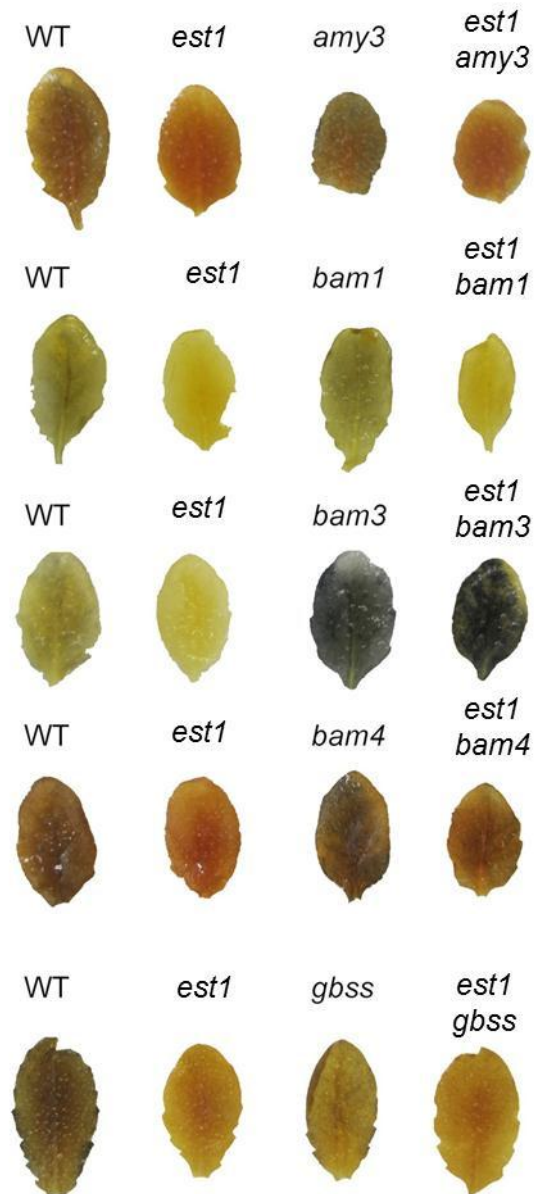 WT est1 amy3 est1
amy3
WT est1 bam1 est1
bam1
WT est1 bam3 est1
bam3
WT est1 bam4 est1
bam4
WT est1 gbss est1
gbss